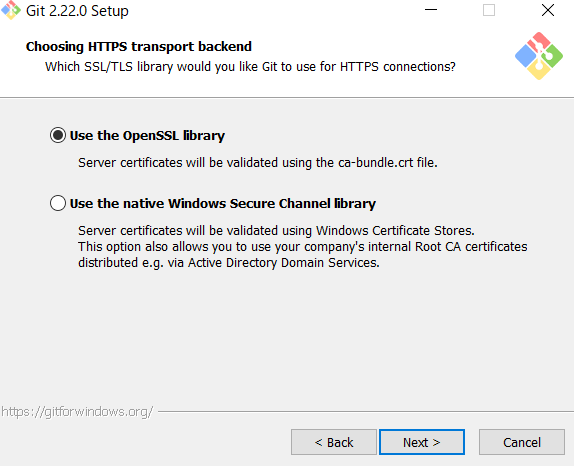 Git 2.22.0 Setup
Choosing HTTPS transport backend
Which SSL/TLS library would you like Git to use for HTTPS connections?
Use the OpenSSL library
Server certificates will be validated using the ca-bundle.crt file.
Use the native Windows Secure Channel library
Server certificates will be validated using Windows Certificate Stores.
This option also allows you to use your company's internal Root CA certificates
distributed e.g. via Active Directory Domain Services.
https://gitforwindows.org/
< Back
Next >
Cancel